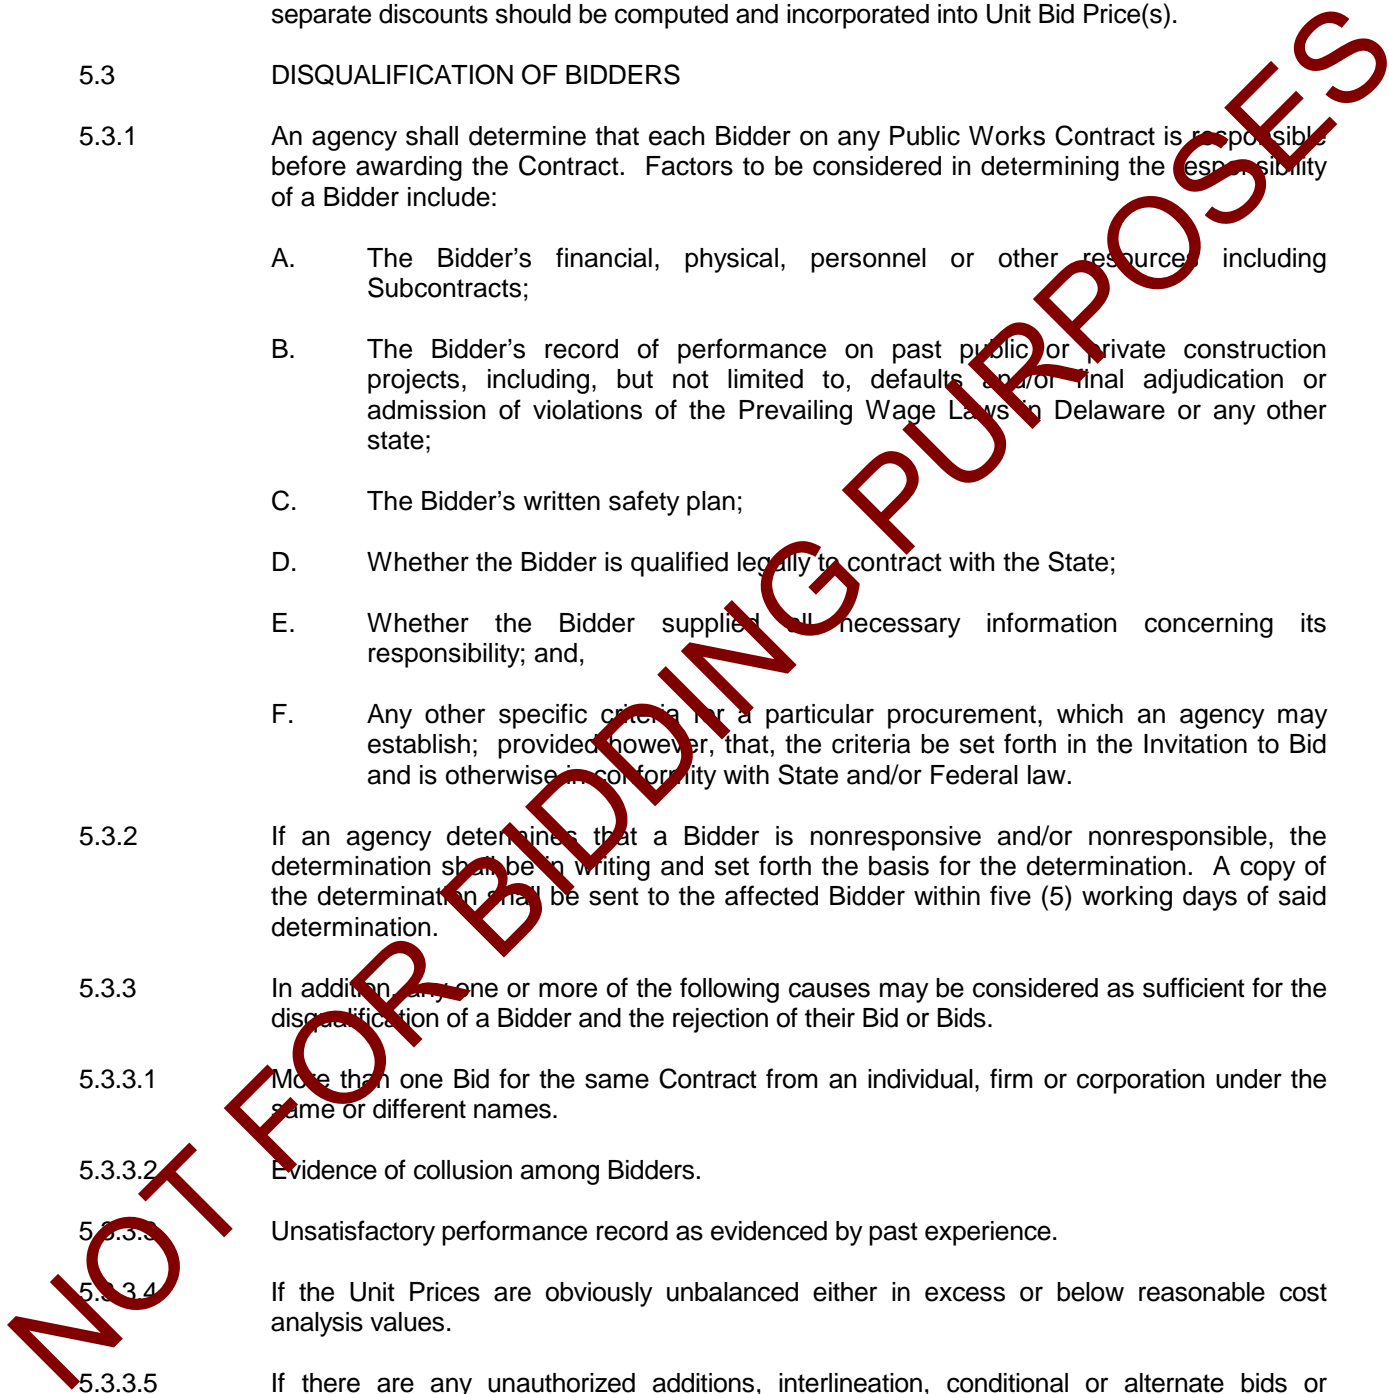 separate discounts should be computed and incorporated into Unit Bid Price(s).
5.3 DISQUALIFICATION OF BIDDERS
5.3.1 An agency shall determine that each Bidder on any Public Works Contract is responsible
before awarding the Contract. Factors to be considered in determining the responsibility
of a Bidder include:
A. The Bidder’s financial, physical, personnel or other resources including
Subcontracts;
B. The Bidder’s record of performance on past public or private construction
projects, including, but not limited to, defaults and/or final adjudication or
admission of violations of the Prevailing Wage Laws in Delaware or any other
state;
C. The Bidder’s written safety plan;
D. Whether the Bidder is qualified legally to contract with the State;
E. Whether the Bidder supplied all necessary information concerning its
responsibility; and,
F. Any other specific criteria for a particular procurement, which an agency may
establish; provided however, that, the criteria be set forth in the Invitation to Bid
and is otherwise in conformity with State and/or Federal law.
5.3.2 If an agency determines that a Bidder is nonresponsive and/or nonresponsible, the
determination shall be in writing and set forth the basis for the determination. A copy of
the determination shall be sent to the affected Bidder within five (5) working days of said
determination.
5.3.3 In addition, any one or more of the following causes may be considered as sufficient for the
disqualification of a Bidder and the rejection of their Bid or Bids.
5.3.3.1 More than one Bid for the same Contract from an individual, firm or corporation under the
same or different names.
5.3.3.2 Evidence of collusion among Bidders.
5.3.3.3 Unsatisfactory performance record as evidenced by past experience.
5.3.3.4 If the Unit Prices are obviously unbalanced either in excess or below reasonable cost
analysis values.
5.3.3.5 If there are any unauthorized additions, interlineation, conditional or alternate bids or
NOT FOR BIDDING PURPOSES